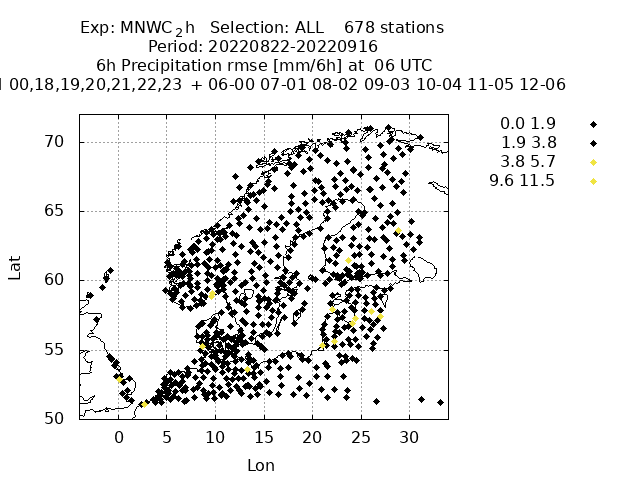 Exp: MNWC_2h Selection: ALL 678 stations
Period: 20220822-20220916
6h Precipitation rmse [mm/6h] at 06 UTC
00,18,19,20,21,22,23 + 06-00 07-01 08-02 09-03 10-04 11-05 12-06
0.0 1.9
1.9 3.8
3.8 5.7
9.6 11.5
70
65
60
55
50
Lat
0 5 10 15 20 25 30
Lon